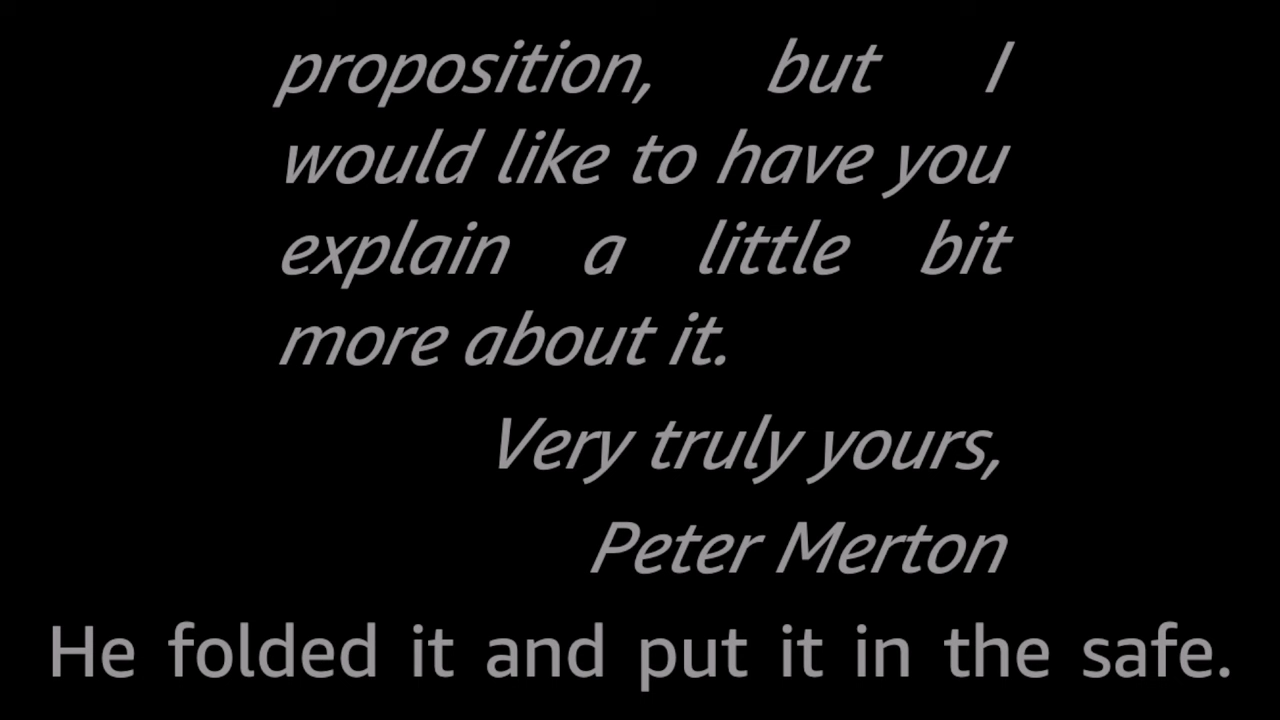 proposition, but I
would like to have you
explain a little bit
more about it.
Very truly yours,
Peter Merton
He folded it and put it in the safe.